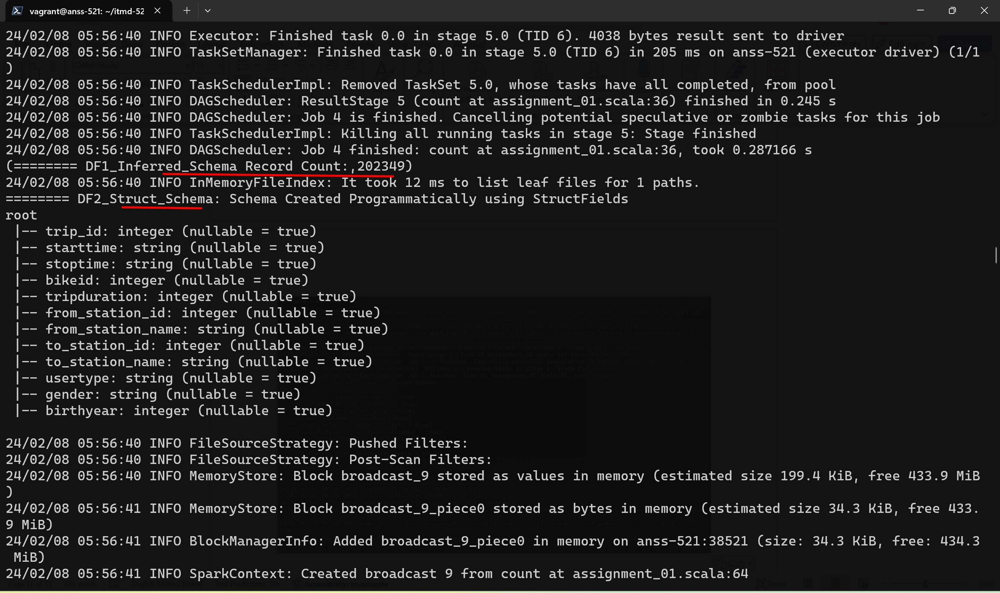 vagrant@anss-521: ~/itmd-52
24/02/08 05:56:40 INFO Executor: Finished task 0.0 in stage 5.0 (TID 6). 4038 bytes result sent to driver
24/02/08 05:56:40 INFO TaskSetManager: Finished task 0.0 in stage 5.0 (TID 6) in 205 ms on anss-521 (executor driver) (1/1
)
24/02/08 05:56:40 INFO TaskSchedulerImpl: Removed TaskSet 5.0, whose tasks have all completed, from pool
24/02/08 05:56:40 INFO DAGScheduler: ResultStage 5 (count at assignment_01.scala:36) finished in 0.245 s
24/02/08 05:56:40 INFO DAGScheduler: Job 4 is finished. Cancelling potential speculative or zombie tasks for this job
24/02/08 05:56:40 INFO TaskSchedulerImpl: Killing all running tasks in stage 5: Stage finished
24/02/08 05:56:40 INFO DAGScheduler: Job 4 finished: count at assignment_01.scala:36, took 0.287166 s
(======== DF1_Inferred_Schema Record Count:,202349)
24/02/08 05:56:40 INFO InMemoryFileIndex: It took 12 ms to list leaf files for 1 paths.
======== DF2_Struct_Schema: Schema Created Programmatically using StructFields
root
 |-- trip_id: integer (nullable = true)
 |-- starttime: string (nullable = true)
 |-- stoptime: string (nullable = true)
 |-- bikeid: integer (nullable = true)
 |-- tripduration: integer (nullable = true)
 |-- from_station_id: integer (nullable = true)
 |-- from_station_name: string (nullable = true)
 |-- to_station_id: integer (nullable = true)
 |-- to_station_name: string (nullable = true)
 |-- usertype: string (nullable = true)
 |-- gender: string (nullable = true)
 |-- birthyear: integer (nullable = true)
24/02/08 05:56:40 INFO FileSourceStrategy: Pushed Filters:
24/02/08 05:56:40 INFO FileSourceStrategy: Post-Scan Filters:
24/02/08 05:56:40 INFO MemoryStore: Block broadcast_9 stored as values in memory (estimated size 199.4 KiB, free 433.9 MiB
)
24/02/08 05:56:41 INFO MemoryStore: Block broadcast_9_piece0 stored as bytes in memory (estimated size 34.3 KiB, free 433.
9 MiB)
24/02/08 05:56:41 INFO BlockManagerInfo: Added broadcast_9_piece0 in memory on anss-521:38521 (size: 34.3 KiB, free: 434.3
 MiB)
24/02/08 05:56:41 INFO SparkContext: Created broadcast 9 from count at assignment_01.scala:64